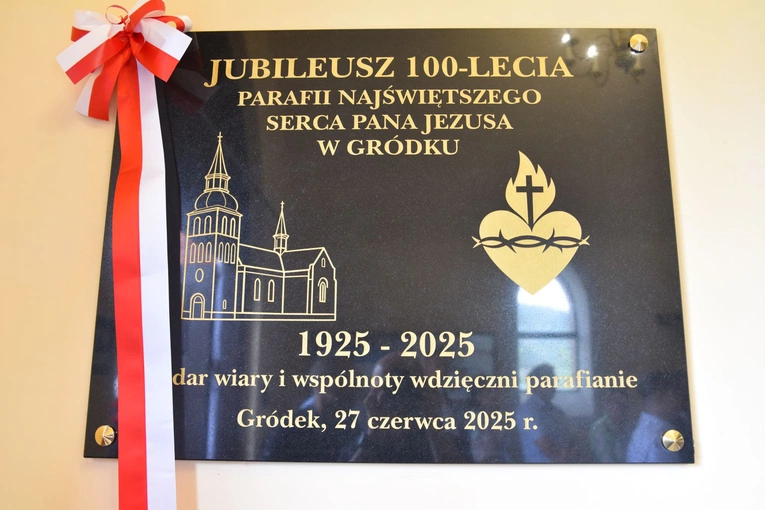 JUBILEUSZ 100-LECIA
PARAFII NAJŚWIĘTSZEGO
SERCA PANA JEZUSA
W GRÓDKU
1925 - 2025
dar wiary i wspólnoty wdzięczni parafianie
Gródek, 27 czerwca 2025 r.